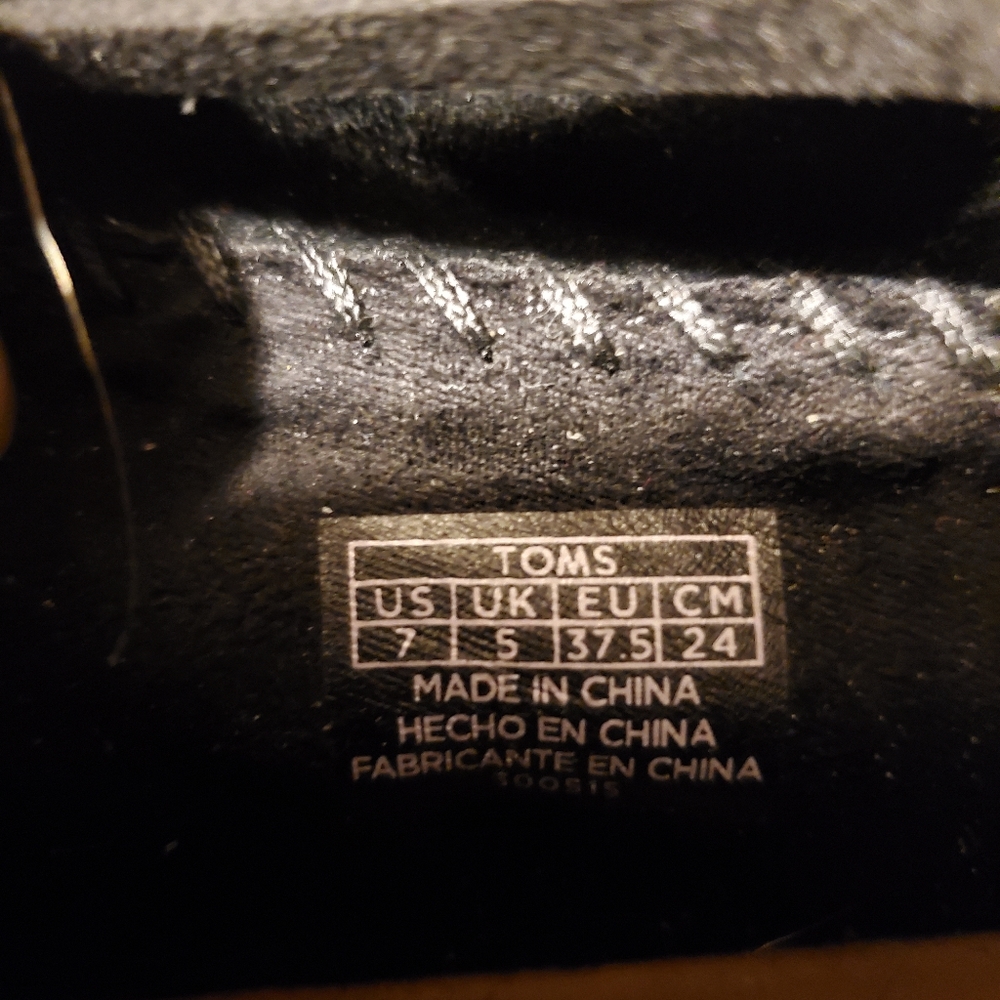 TOMS
US UK EU CM
7 5 37.5 24
MADE IN CHINA
HECHO EN CHINA
FABRICANTE EN CHINA